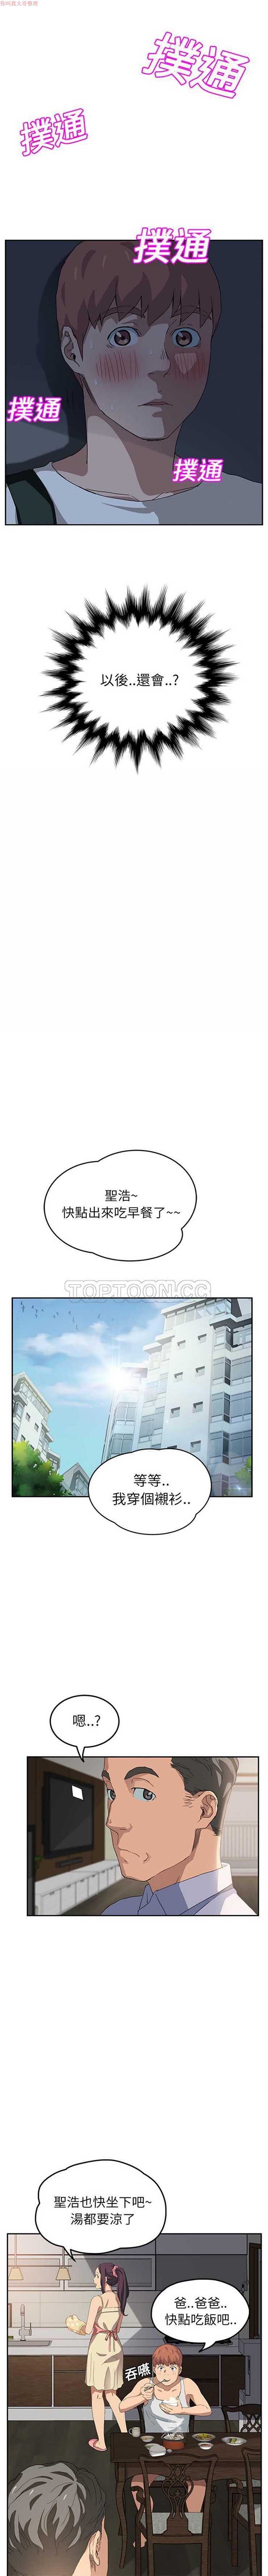 撲通
撲通
撲通
撲通
撲通
以後..還會..?
聖浩~
快點出來吃早餐了~~
TOPTOON.CC
等等..
我穿個襯衫..
嗯..?
聖浩也快坐下吧~
湯都要涼了
爸..爸爸..
快點吃飯吧..
吞嚥